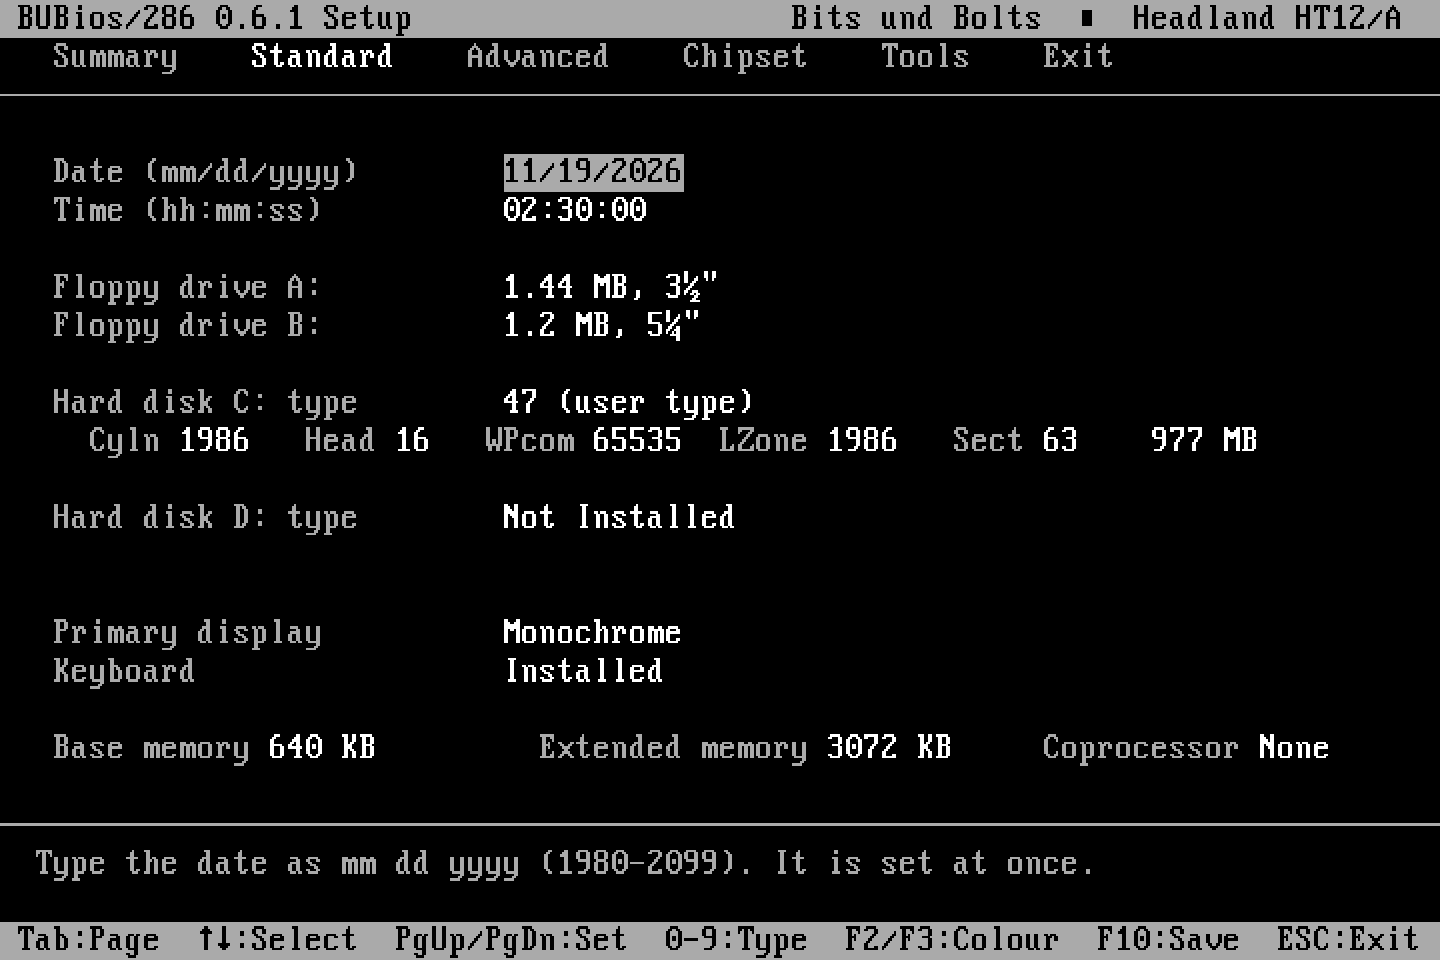 BUBios/286 0.6.1 Setup Bits und Bolts ■ Headland HT12/A
Summary Standard Advanced Chipset Tools Exit
Date (mm/dd/yyyy) 11/19/2026
Time (hh:mm:ss) 02:30:00
Floppy drive A: 1.44 MB, 3½"
Floppy drive B: 1.2 MB, 5¼"
Hard disk C: type 47 (user type)
Cyln 1986 Head 16 WPcom 65535 LZone 1986 Sect 63 977 MB
Hard disk D: type Not Installed
Primary display Monochrome
Keyboard Installed
Base memory 640 KB Extended memory 3072 KB Coprocessor None
Type the date as mm dd yyyy (1980-2099). It is set at once.
Tab:Page ↑↓:Select PgUp/PgDn:Set 0-9:Type F2/F3:Colour F10:Save ESC:Exit